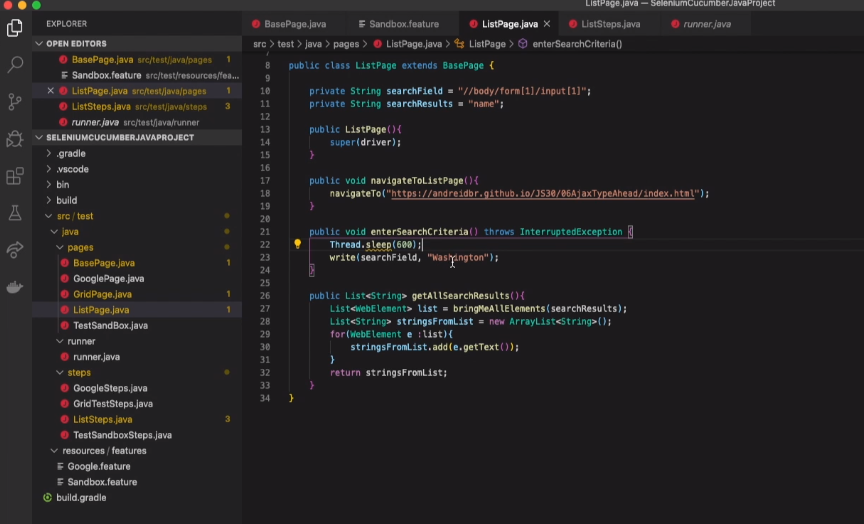 ListPage.java — SeleniumCucumberJavaProject
EXPLORER
OPEN EDITORS
BasePage.java src/test/java/pages 1
Sandbox.feature src/test/resources/fea...
ListPage.java src/test/java/pages 1
ListSteps.java src/test/java/steps 3
runner.java src/test/java/runner
SELENIUMCUCUMBERJAVAPROJECT
.gradle
.vscode
bin
build
src / test
java
pages
BasePage.java 1
GooglePage.java
GridPage.java 1
ListPage.java 1
TestSandBox.java
runner
runner.java
steps
GoogleSteps.java
GridTestSteps.java
ListSteps.java 3
TestSandboxSteps.java
resources / features
Google.feature
Sandbox.feature
build.gradle
BasePage.java Sandbox.feature ListPage.java ListSteps.java runner.java
src > test > java > pages > ListPage.java > ListPage > enterSearchCriteria()
8 public class ListPage extends BasePage {
9
10 private String searchField = "//body/form[1]/input[1]";
11 private String searchResults = "name";
12
13 public ListPage(){
14 super(driver);
15 }
16
17 public void navigateToListPage(){
18 navigateTo("https://andreidbr.github.io/JS30/06AjaxTypeAhead/index.html");
19 }
20
21 public void enterSearchCriteria() throws InterruptedException {
22 Thread.sleep(600);
23 write(searchField, "Washington");
24 }
25
26 public List<String> getAllSearchResults(){
27 List<WebElement> list = bringMeAllElements(searchResults);
28 List<String> stringsFromList = new ArrayList<String>();
29 for(WebElement e :list){
30 stringsFromList.add(e.getText());
31 }
32 return stringsFromList;
33 }
34 }